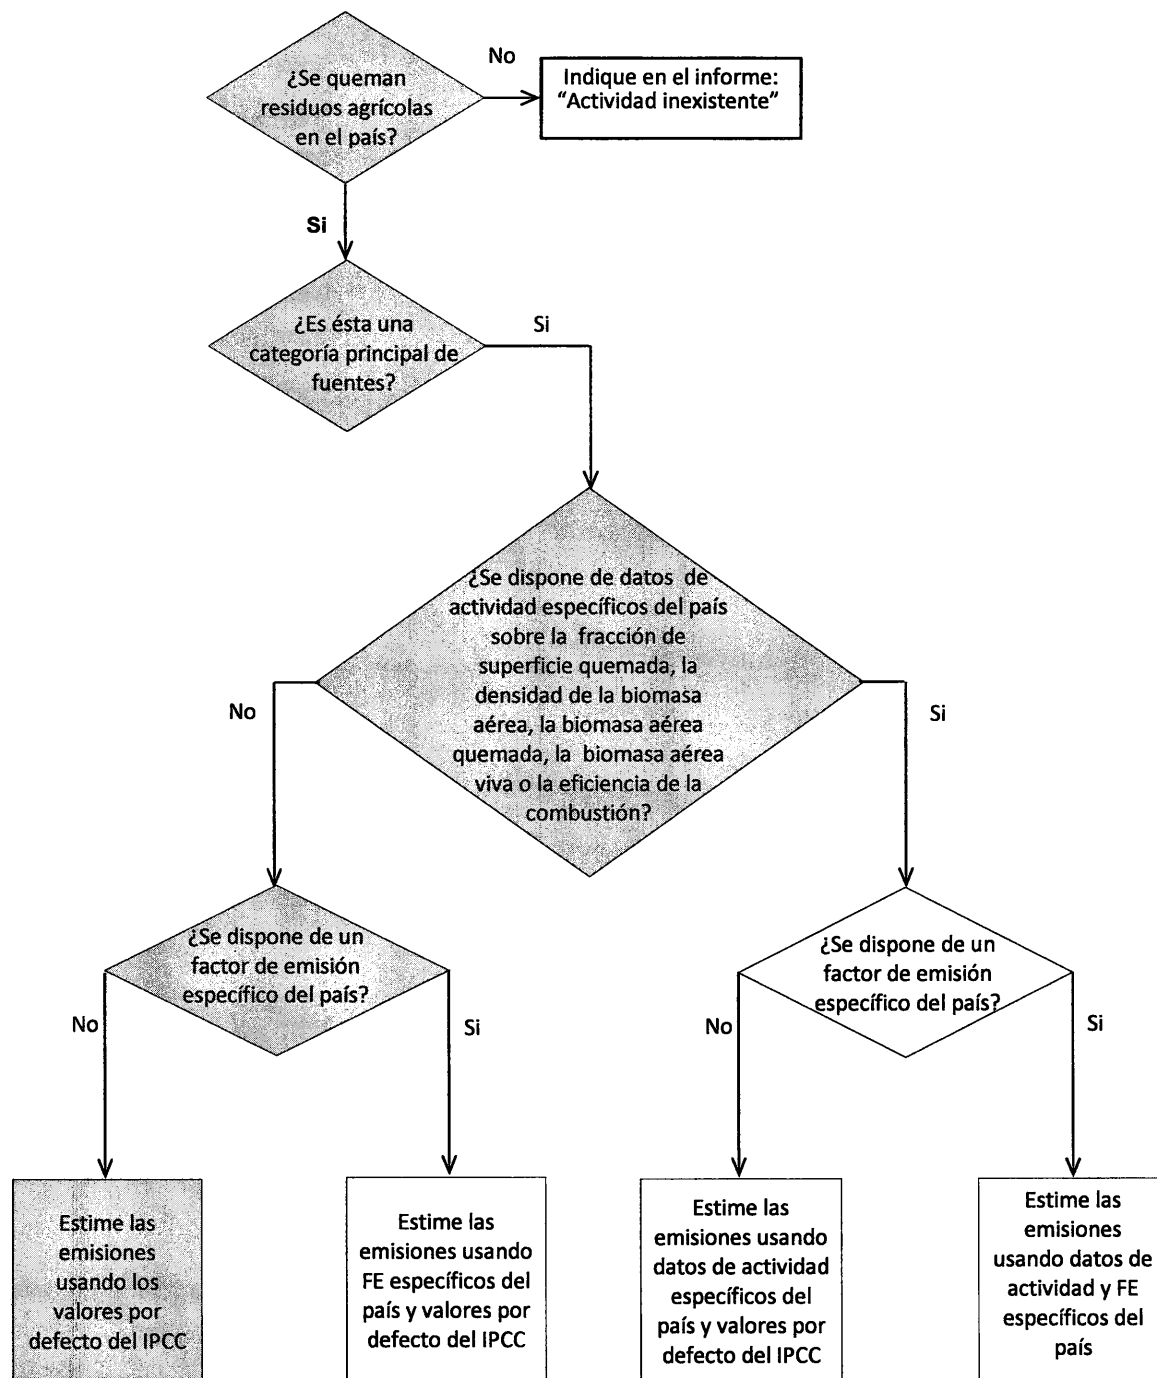 ¿Se queman
residuos agrícolas
en el país?
No
Indique en el informe:
“Actividad inexistente”
Si
¿Es ésta una
categoría principal de
fuentes?
Si
¿Se dispone de datos de
actividad específicos del país
sobre la fracción de
superficie quemada, la
densidad de la biomasa
aérea, la biomasa aérea
quemada, la biomasa aérea
viva o la eficiencia de la
combustión?
No
Si
¿Se dispone de un
factor de emisión
específico del país?
No
Si
¿Se dispone de un
factor de emisión
específico del país?
No
Si
Estime las
emisiones
usando los
valores por
defecto del IPCC
Estime las
emisiones usando
FE específicos del
país y valores por
defecto del IPCC
Estime las
emisiones usando
datos de actividad
específicos del
país y valores por
defecto del IPCC
Estime las
emisiones
usando datos de
actividad y FE
específicos del
país